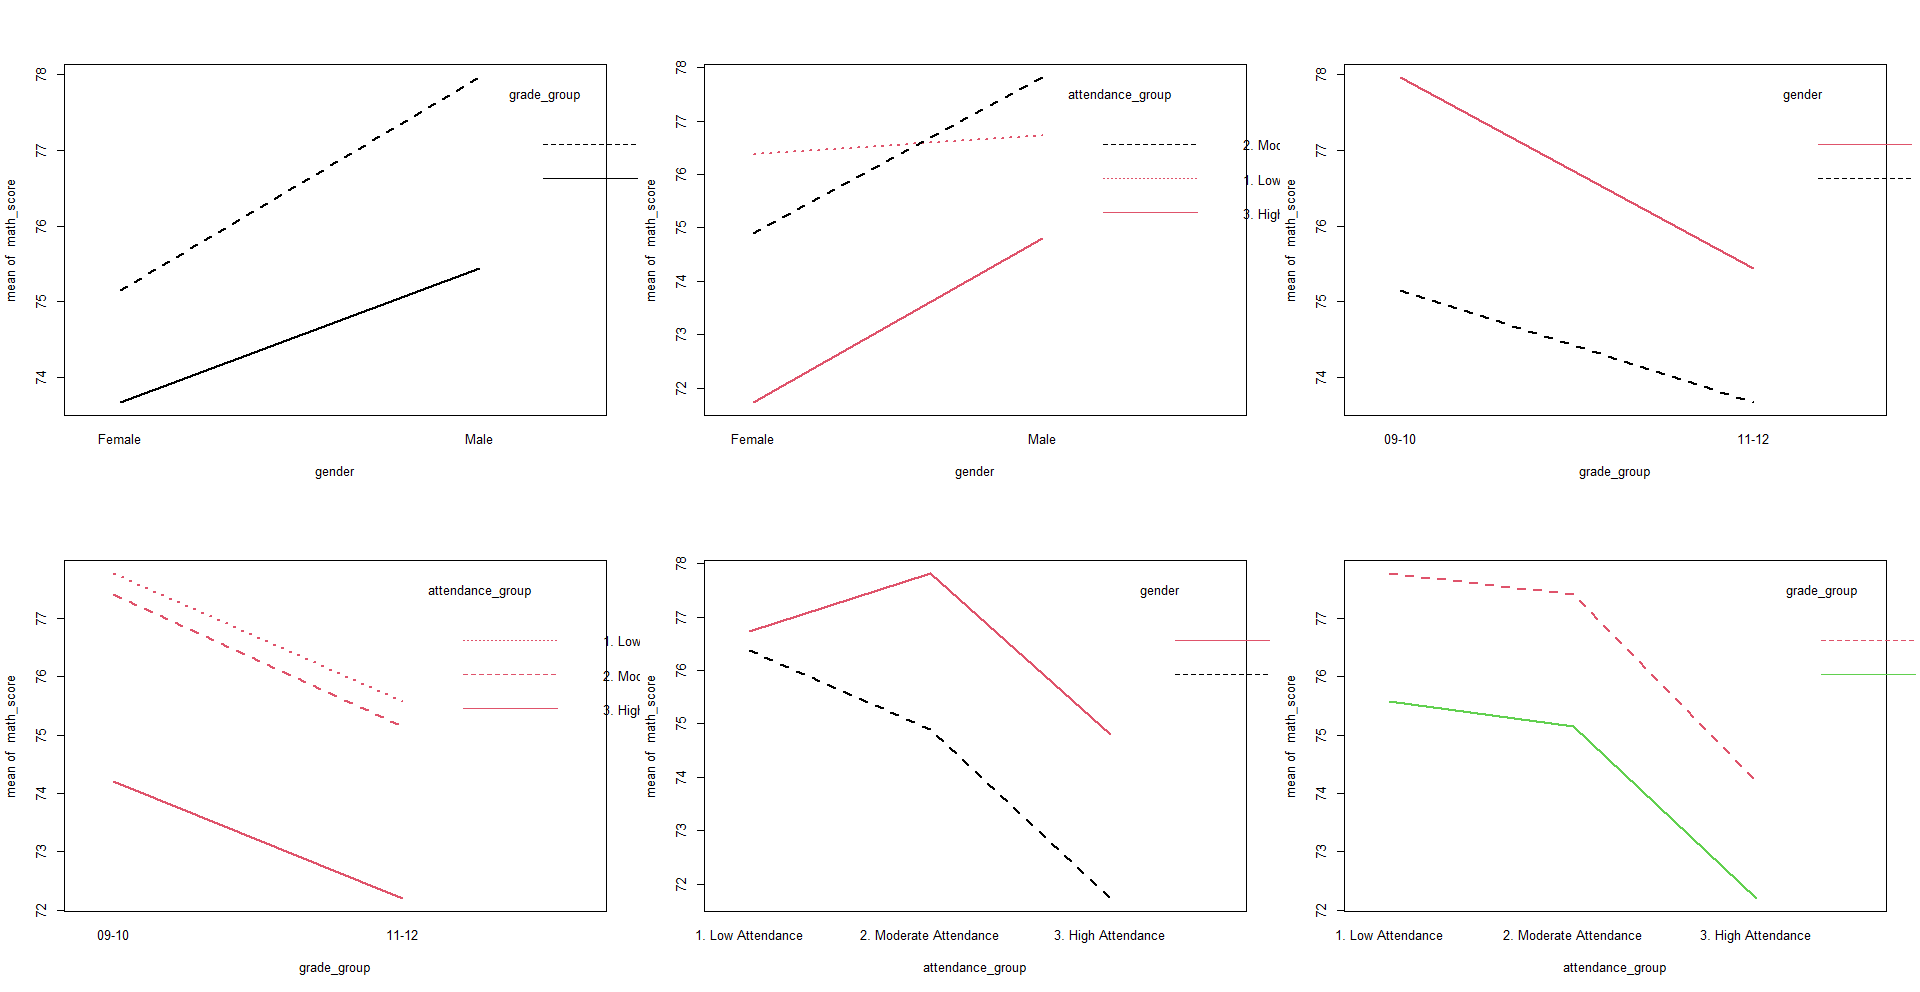 mean of math_score
78
77
76
75
74
grade_group
Female
Male
gender
mean of math_score
78
77
76
75
74
73
72
attendance_group
2. Mod
1. Low
3. High
Female
Male
gender
mean of math_score
78
77
76
75
74
gender
09-10
11-12
grade_group
mean of math_score
77
76
75
74
73
72
attendance_group
1. Low
2. Mod
3. High
09-10
11-12
grade_group
mean of math_score
78
77
76
75
74
73
72
gender
1. Low Attendance
2. Moderate Attendance
3. High Attendance
attendance_group
mean of math_score
77
76
75
74
73
72
grade_group
1. Low Attendance
2. Moderate Attendance
3. High Attendance
attendance_group